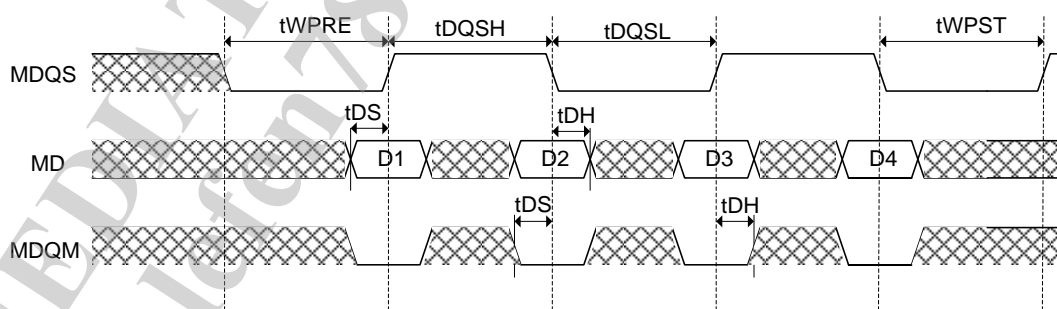 tWPRE tDQSH tDQSL tWPST
MDQS
tDS tDH
MD D1 D2 D3 D4
tDS tDH
MDQM